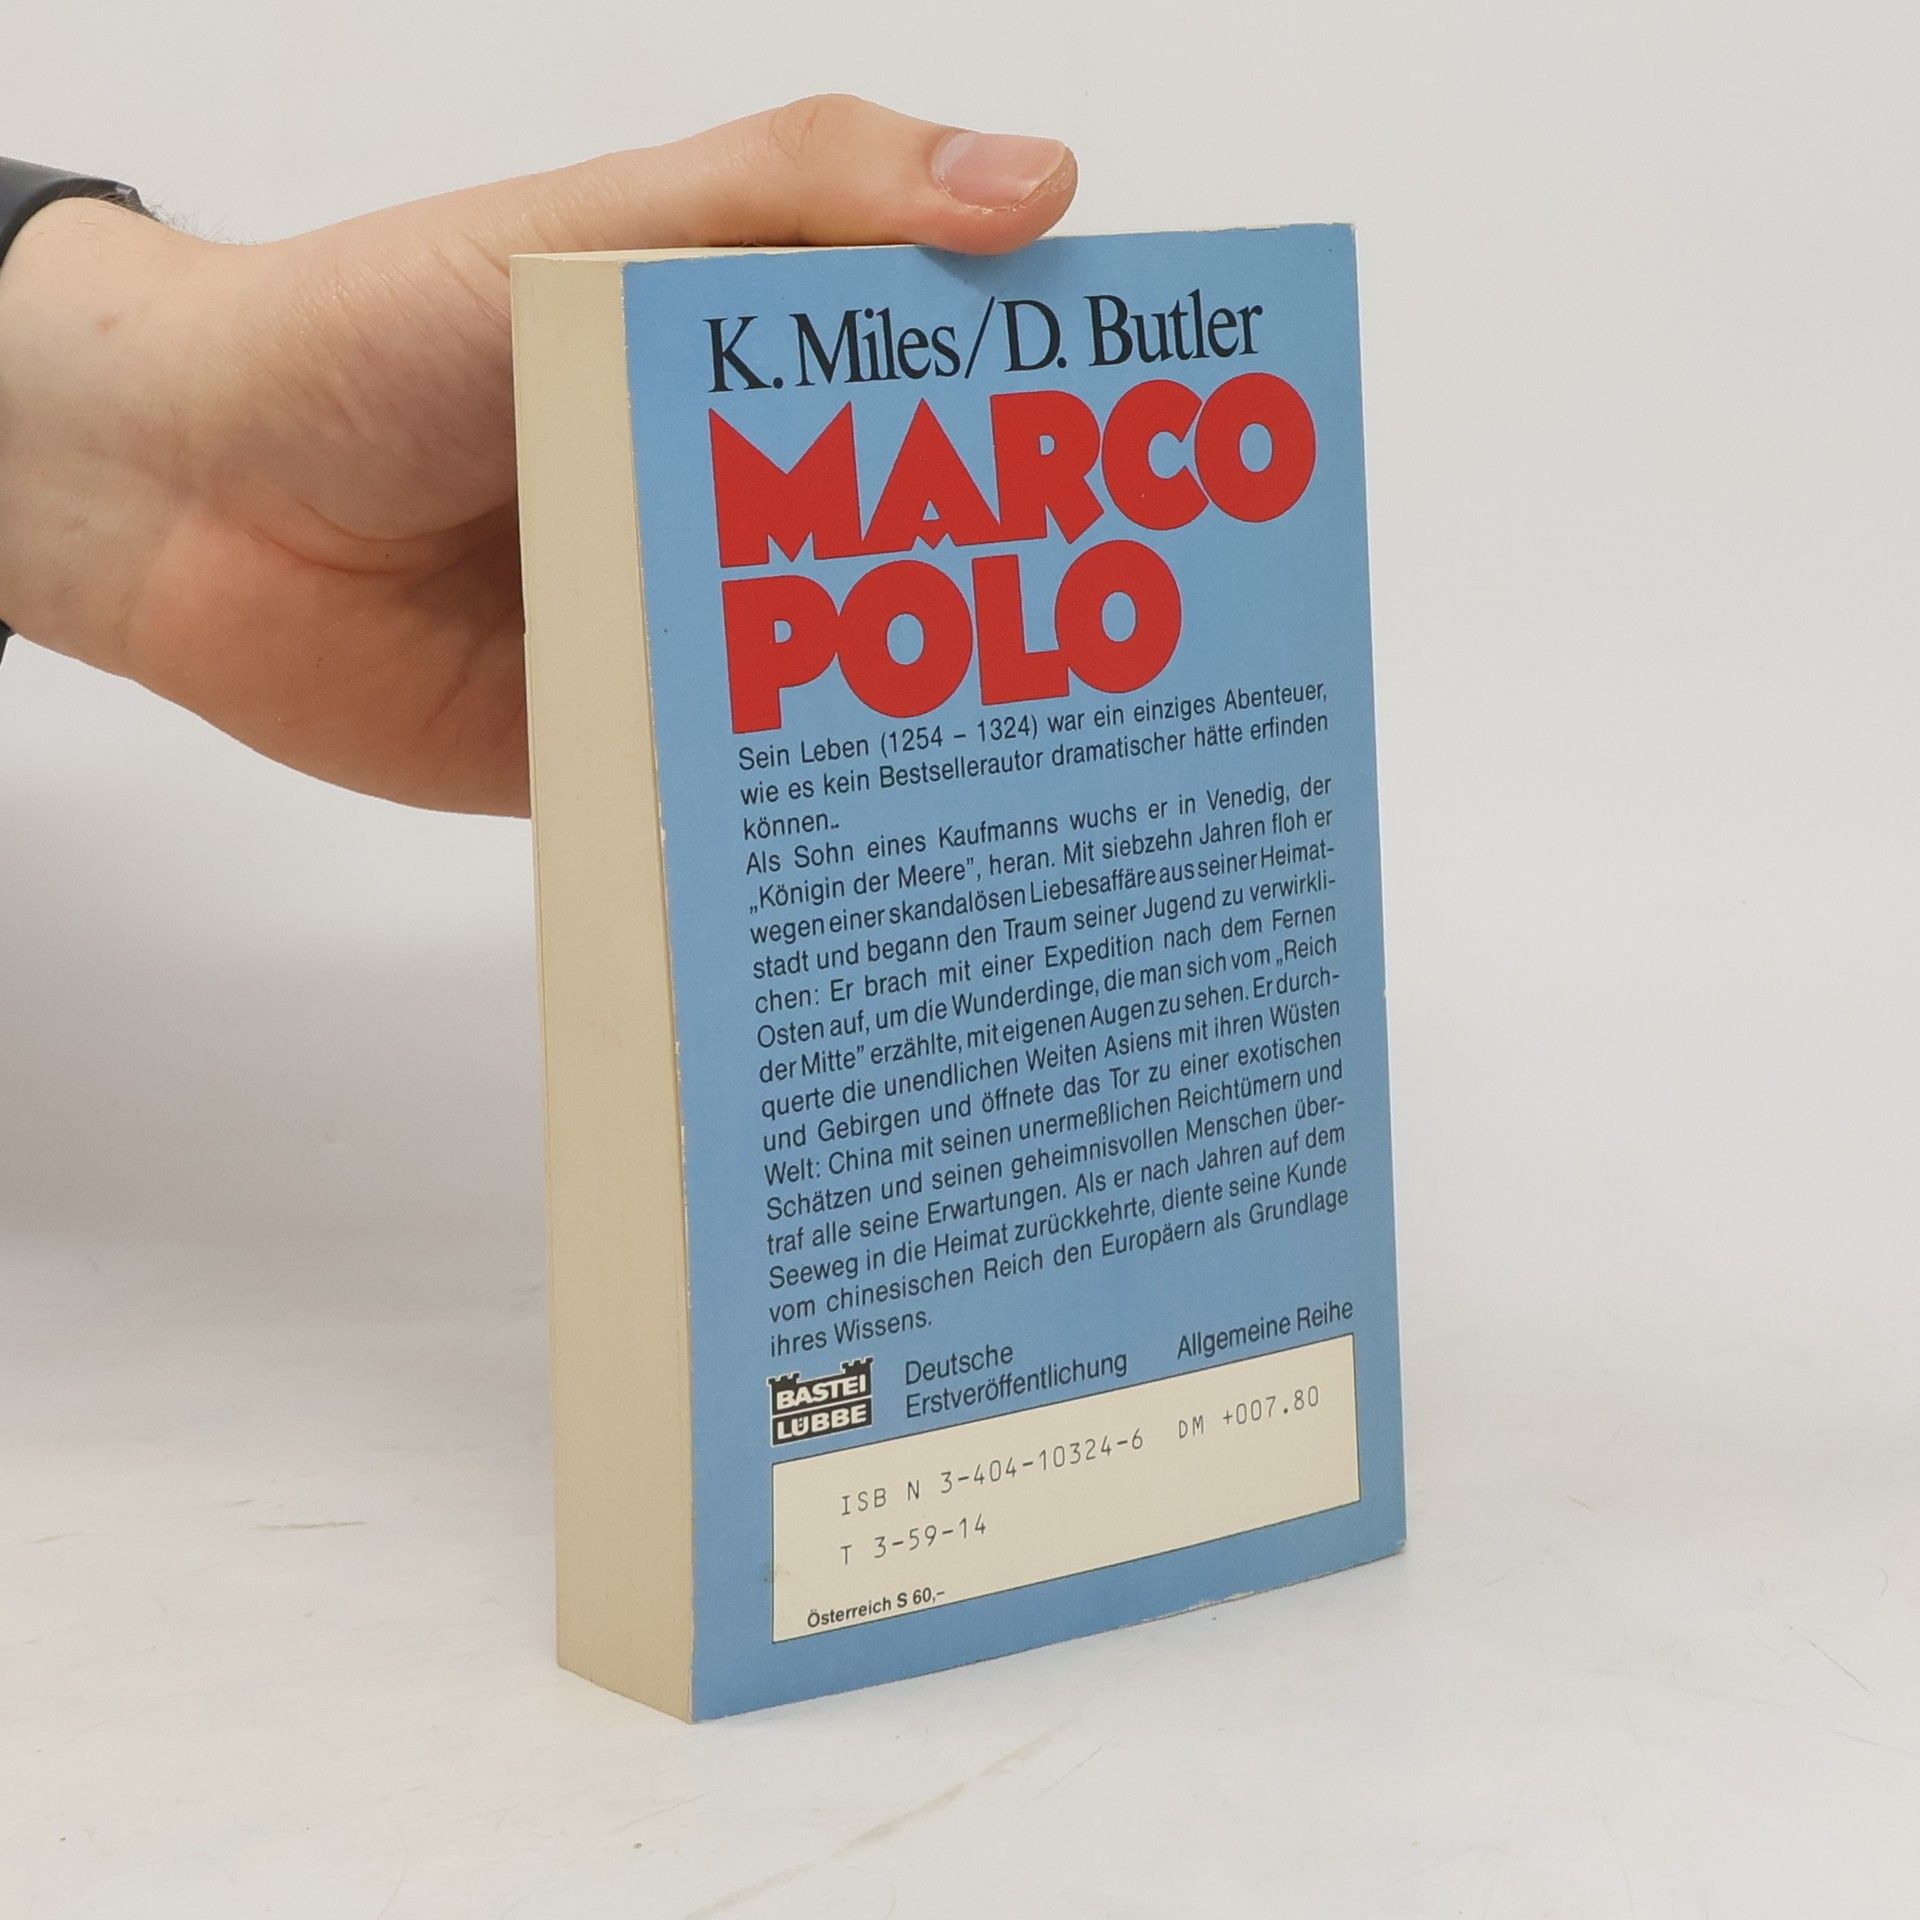 K. Miles/D. Butler
MARCO
POLO
Sein Leben (1254 – 1324) war ein einziges Abenteuer,
wie es kein Bestsellerautor dramatischer hätte erfinden
können..
Als Sohn eines Kaufmanns wuchs er in Venedig, der
„Königin der Meere”, heran. Mit siebzehn Jahren floh er
wegen einer skandalösen Liebesaffäre aus seiner Heimat-
stadt und begann den Traum seiner Jugend zu verwirkli-
chen: Er brach mit einer Expedition nach dem Fernen
Osten auf, um die Wunderdinge, die man sich vom „Reich
der Mitte” erzählte, mit eigenen Augen zu sehen. Er durch-
querte die unendlichen Weiten Asiens mit ihren Wüsten
und Gebirgen und öffnete das Tor zu einer exotischen
Welt: China mit seinen unermeßlichen Reichtümern und
Schätzen und seinen geheimnisvollen Menschen über-
traf alle seine Erwartungen. Als er nach Jahren auf dem
Seeweg in die Heimat zurückkehrte, diente seine Kunde
vom chinesischen Reich den Europäern als Grundlage
ihres Wissens.
BASTEI
LÜBBE
Deutsche
Erstveröffentlichung
Allgemeine Reihe
ISB N 3-404-10324-6 DM +007.80
T 3-59-14
Österreich S 60,-